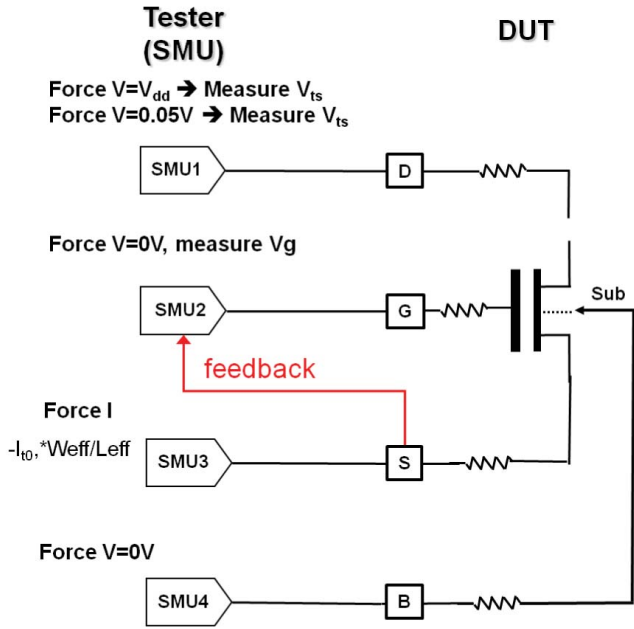 Tester
(SMU)
DUT
Force V=Vdd ➔ Measure Vts
Force V=0.05V ➔ Measure Vts
SMU1
D
Force V=0V, measure Vg
SMU2
G
Sub
feedback
Force I
-It0,*Weff/Leff
SMU3
S
Force V=0V
SMU4
B